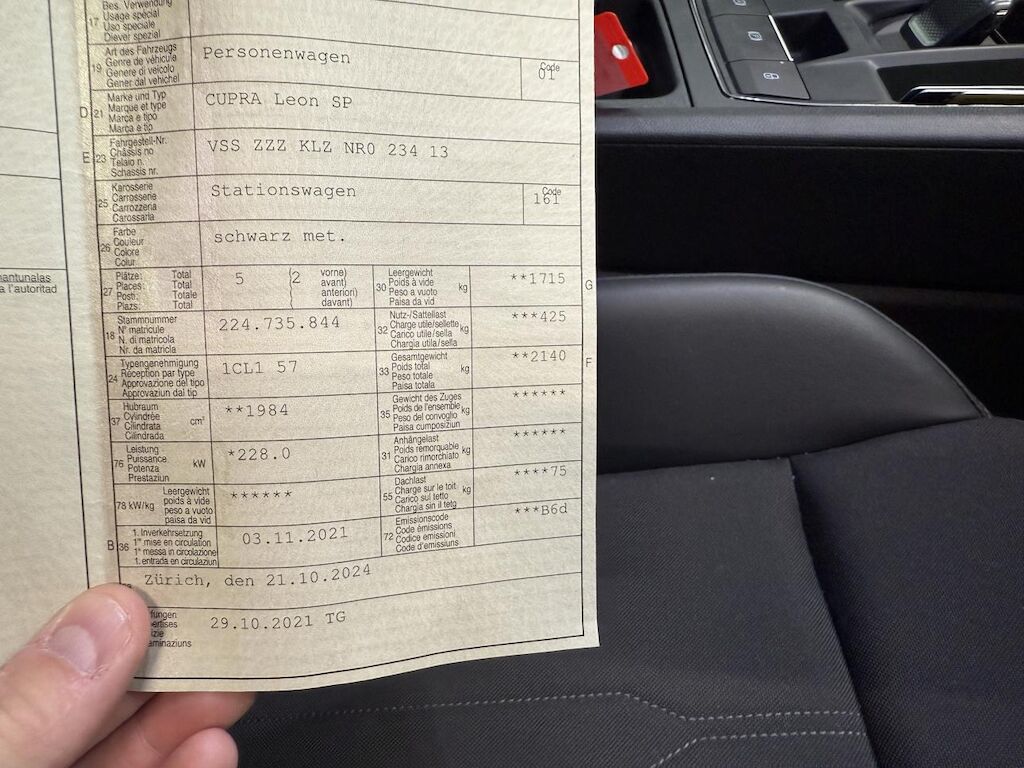 Bes. Verwendung
17 Usage spécial
Uso speciale
Diever spezial
Art des Fahrzeugs
19 Genre de véhicule
Genere di veicolo
Gener dal vehichel
Personenwagen
Code
01
Marke und Typ
D 21 Marque et type
Marca e tipo
Marca e tip
CUPRA Leon SP
Fahrgestell-Nr.
E 23 Châssis no
Telaio n.
Schassis nr.
VSS ZZZ KLZ NR0 234 13
Karosserie
25 Carrosserie
Carrozzeria
Carossaria
Stationswagen
Code
161
Farbe
26 Couleur
Colore
Colur
schwarz met.
Plätze: Total
27 Places: Total
Posti: Totale
Plazs: Total
5 (2 vorne)
avant)
anteriori)
davant)
Leergewicht
30 Poids à vide kg
Peso a vuoto
Paisa da vid
**1715
G
Stammnummer
18 N° matricule
N. di matricola
Nr. da matricla
224.735.844
Nutz-/Sattellast
32 Charge utile/sellette kg
Carico utile/sella
Chargia utila/sella
***425
Typengenehmigung
24 Réception par type
Approvazione del tipo
Approvaziun dal tip
1CL1 57
Gesamtgewicht
33 Poids total kg
Peso totale
Paisa totala
**2140
F
Hubraum
37 Cylindrée cm³
Cilindrata
Cilindrada
**1984
Gewicht des Zuges
35 Poids de l'ensemble kg
Peso del convoglio
Paisa cumposiziun
******
Leistung
76 Puissance kW
Potenza
Prestaziun
*228.0
Anhängelast
31 Poids remorquable kg
Carico rimorchiato
Chargia annexa
******
Leergewicht
78 kW/kg poids à vide
peso a vuoto
paisa da vid
******
Dachlast
55 Charge sur le toit kg
Carico sul tetto
Chargia sin il tetg
****75
1. Inverkehrsetzung
B 36 1re mise en circulation
1a messa in circolazione
1. entrada en circulaziun
03.11.2021
Emissionscode
72 Code émissions
Codice emissioni
Code d'emissiuns
***B6d
Zürich, den 21.10.2024
29.10.2021 TG
mantunalas
a l'autoritad